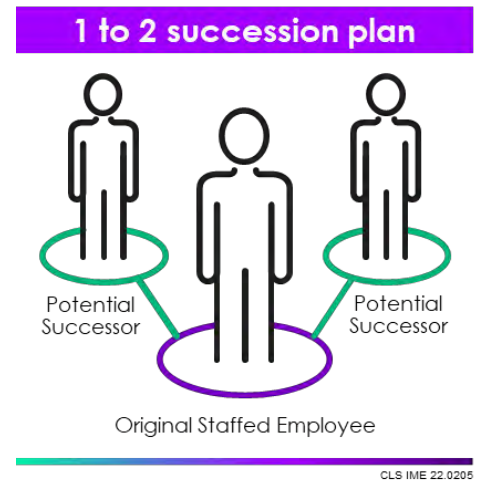 1 to 2 succession plan
Potential
Successor
Potential
Successor
Original Staffed Employee
CLS IME 22.0205